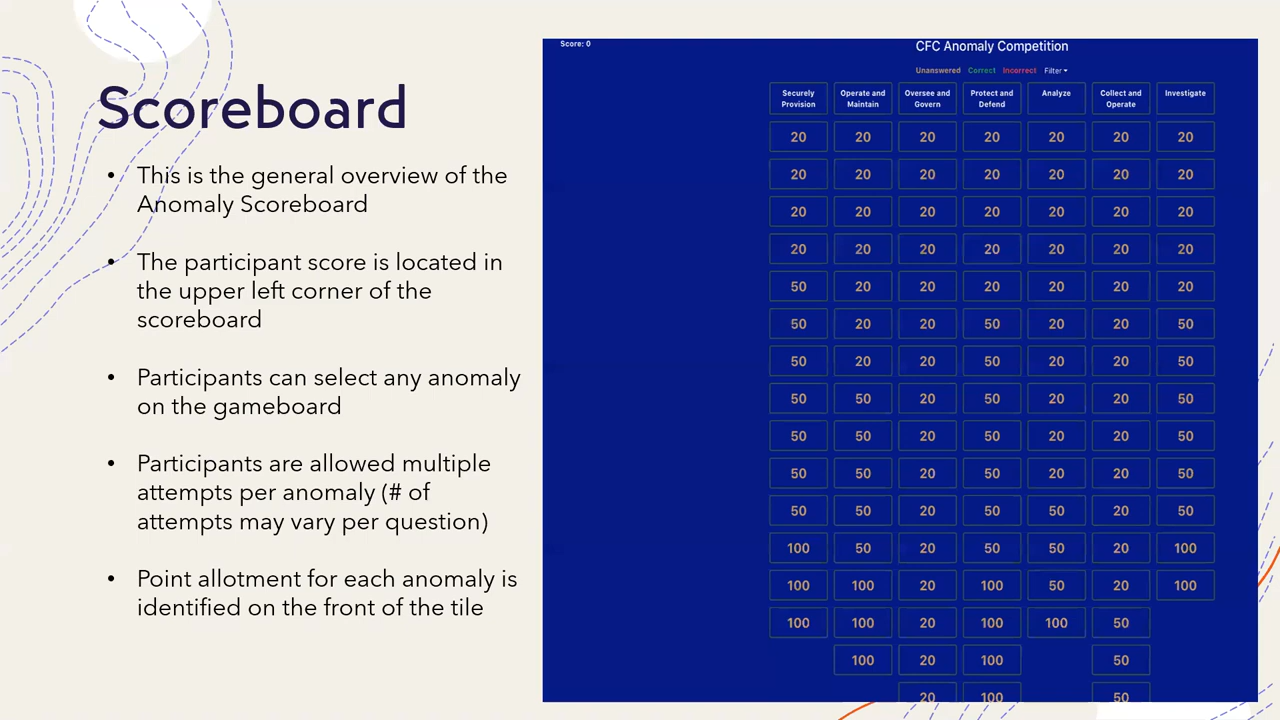 Scoreboard
• This is the general overview of the
Anomaly Scoreboard
• The participant score is located in
the upper left corner of the
scoreboard
• Participants can select any anomaly
on the gameboard
• Participants are allowed multiple
attempts per anomaly (# of
attempts may vary per question)
• Point allotment for each anomaly is
identified on the front of the tile
Score: 0
CFC Anomaly Competition
Unanswered Correct Incorrect Filter
Securely Provision Operate and Maintain Oversee and Govern Protect and Defend Analyze Collect and Operate Investigate
20 20 20 20 20 20 20
20 20 20 20 20 20 20
20 20 20 20 20 20 20
20 20 20 20 20 20 20
50 20 20 20 20 20 20
50 20 20 50 20 20 50
50 20 20 50 20 20 50
50 50 20 50 20 20 50
50 50 20 50 20 20 50
50 50 20 50 50 20 50
50 50 20 50 50 20 50
100 50 20 50 50 20 100
100 100 20 100 50 20 100
100 100 20 100 100 50
100 20 100 50
20 100 50